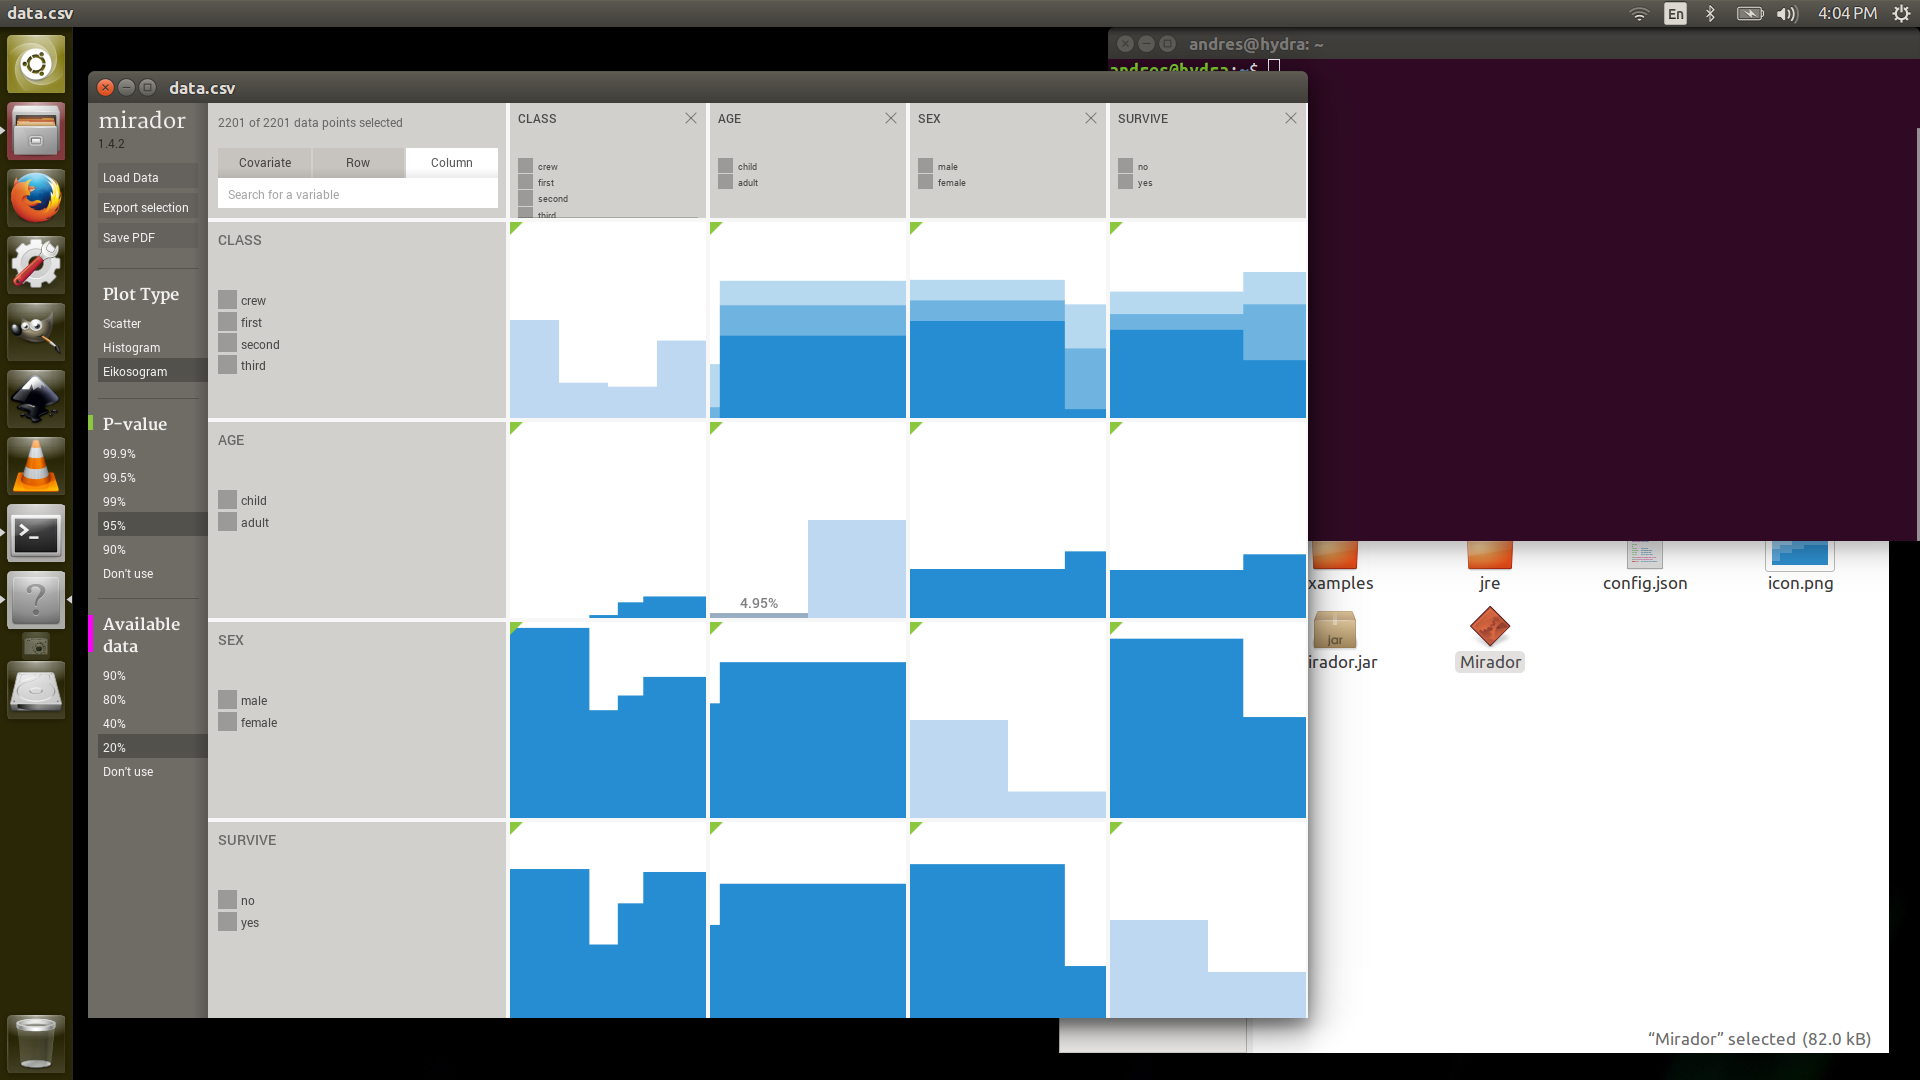 data.csv
En
4:04 PM
andres@hydra: ~
andres@hydra:~$
data.csv
mirador
1.4.2
Load Data
Export selection
Save PDF
Plot Type
Scatter
Histogram
Eikosogram
P-value
99.9%
99.5%
99%
95%
90%
Don't use
Available
data
90%
80%
40%
20%
Don't use
2201 of 2201 data points selected
Covariate Row Column
Search for a variable
CLASS
crew
first
second
third
AGE
child
adult
SEX
male
female
SURVIVE
no
yes
CLASS
crew
first
second
third
AGE
child
adult
4.95%
SEX
male
female
SURVIVE
no
yes
xamples
jre
config.json
icon.png
jar
irador.jar
Mirador
“Mirador” selected (82.0 kB)